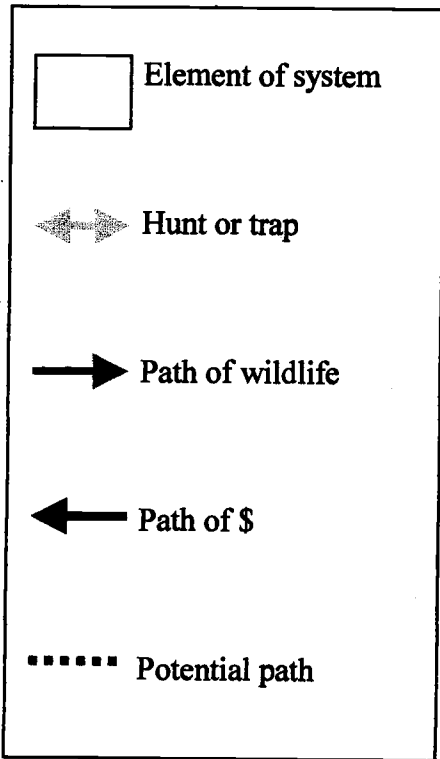 Element of system
Hunt or trap
Path of wildlife
Path of $
Potential path